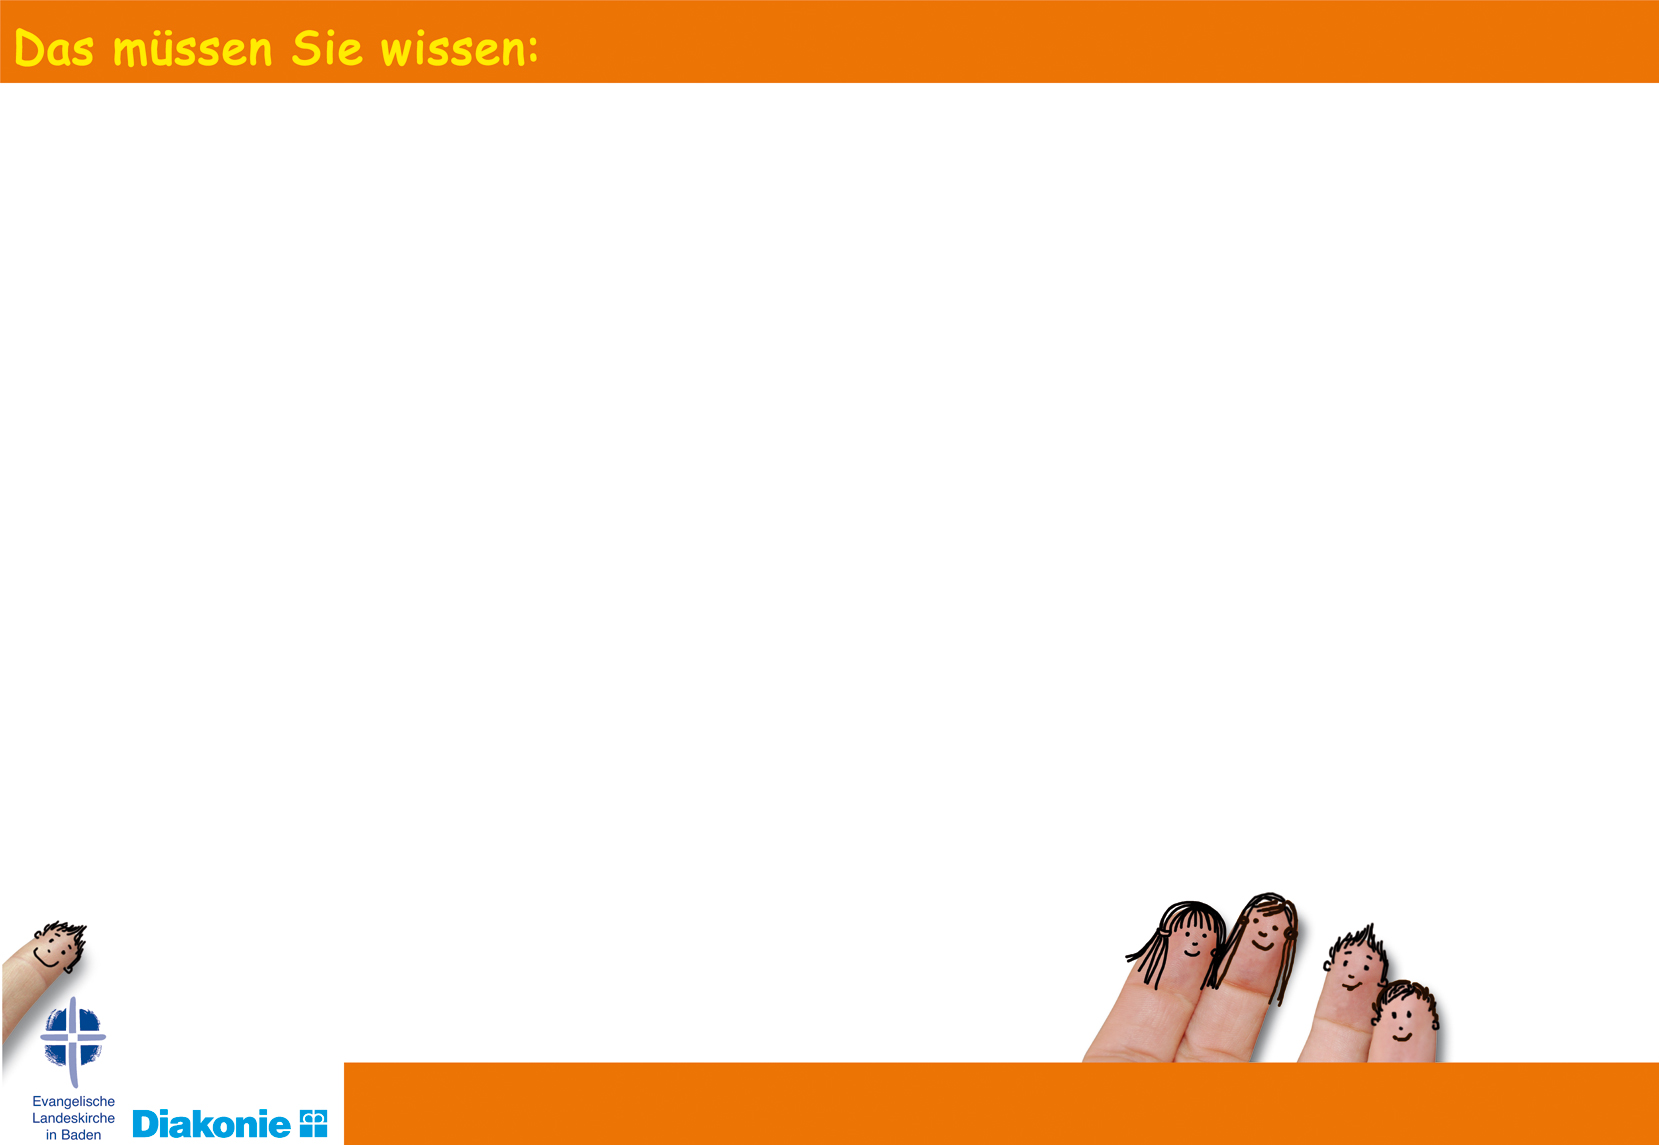 Das müssen Sie wissen:
Evangelische
Landeskirche
in Baden
Diakonie